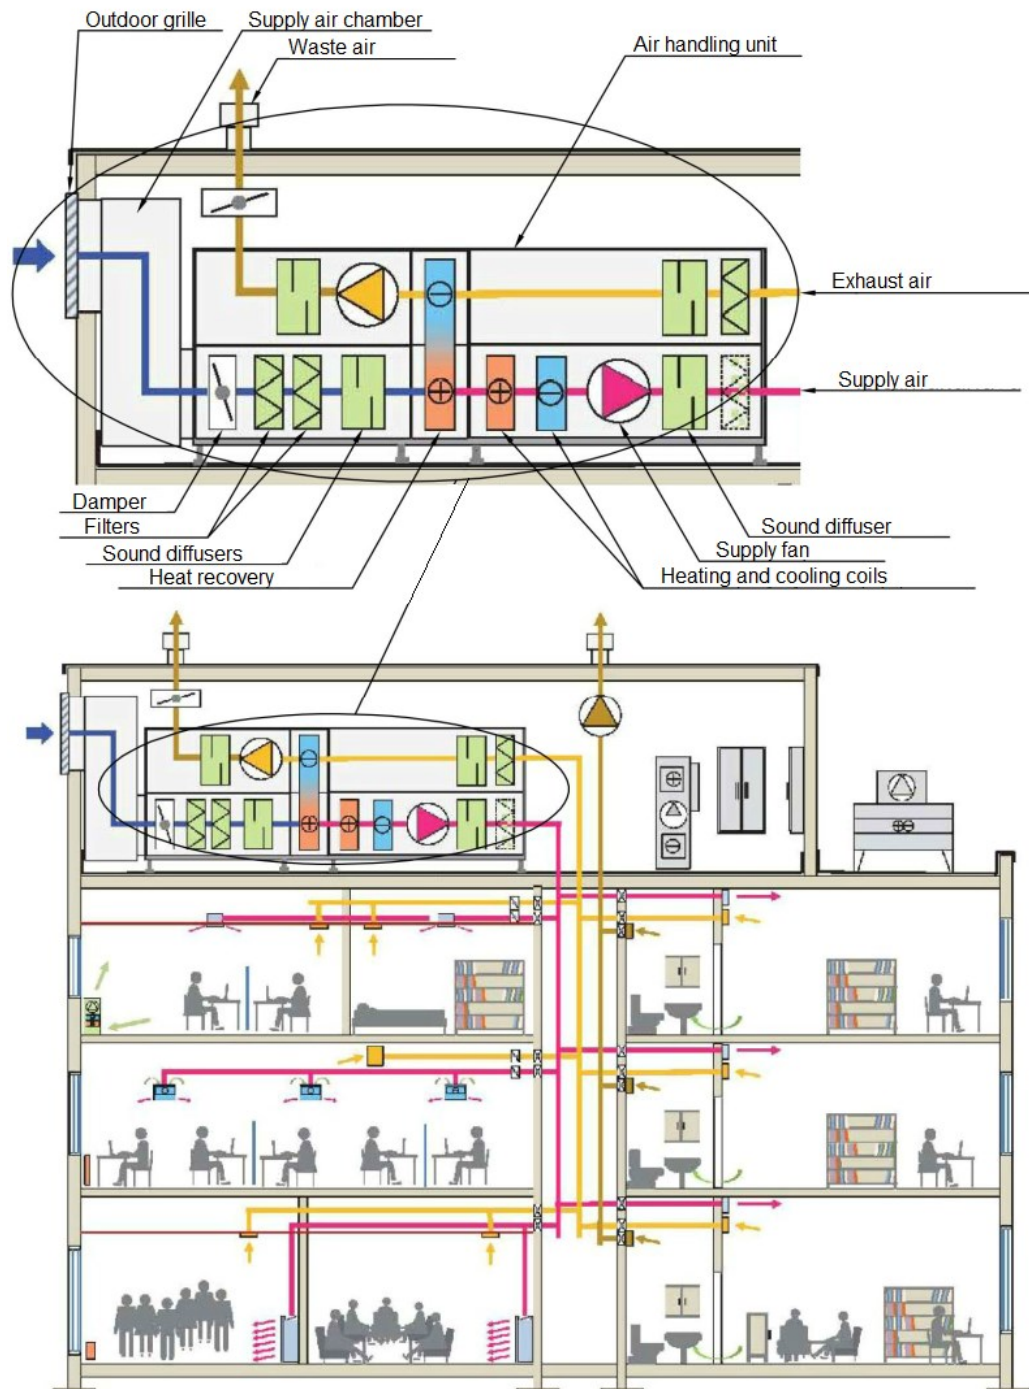 Outdoor grille
Supply air chamber
Waste air
Air handling unit
Exhaust air
Supply air
Damper
Filters
Sound diffusers
Heat recovery
Sound diffuser
Supply fan
Heating and cooling coils